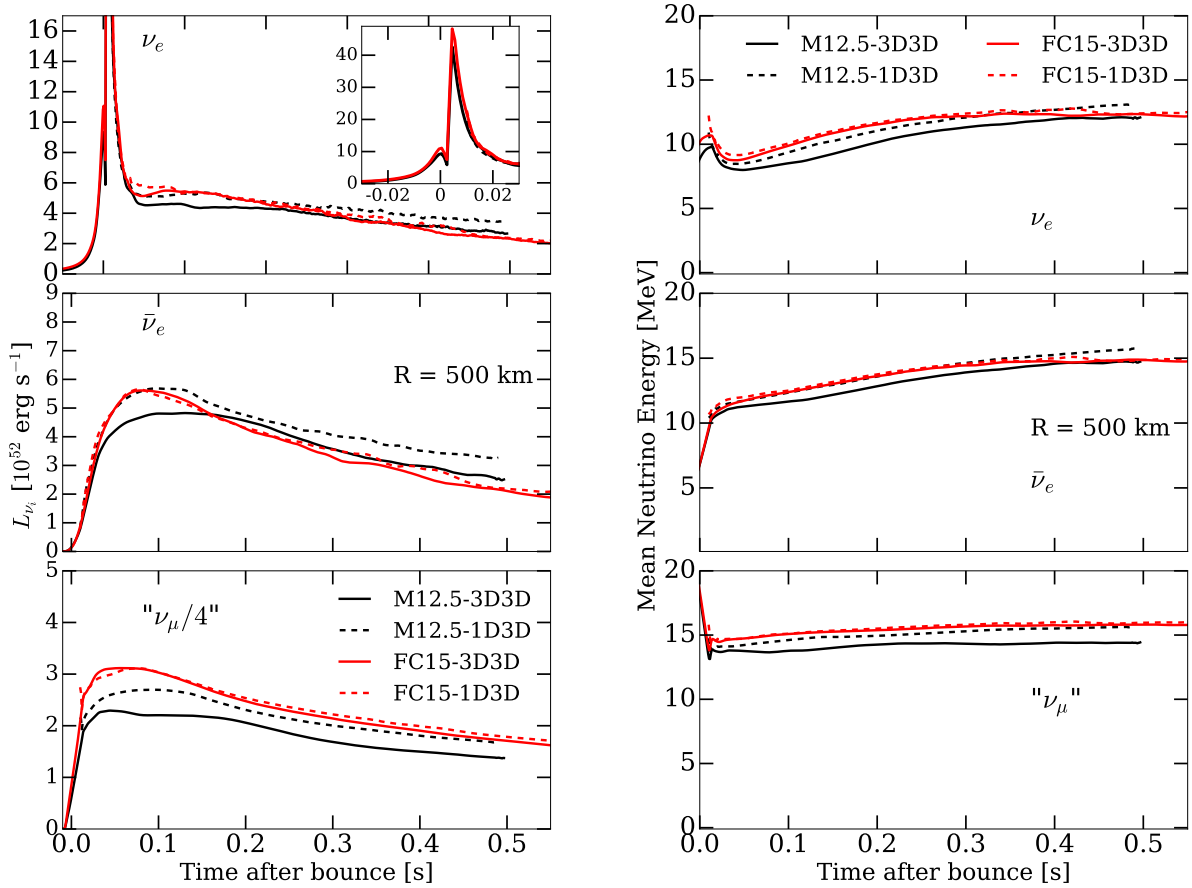 16
14
12
10
8
6
4
2
0
ν_e
40
30
20
10
0
-0.02 0 0.02
9
8
7
6
5
4
3
2
1
0
ν̄_e
R = 500 km
L_{ν_i} [10^{52} erg s^{−1}]
5
4
3
2
1
0
"ν_μ/4"
M12.5-3D3D
M12.5-1D3D
FC15-3D3D
FC15-1D3D
0.0 0.1 0.2 0.3 0.4 0.5
Time after bounce [s]
20
15
10
5
0
M12.5-3D3D FC15-3D3D
M12.5-1D3D FC15-1D3D
ν_e
Mean Neutrino Energy [MeV]
20
15
10
5
R = 500 km
ν̄_e
20
15
10
5
0
"ν_μ"
0.0 0.1 0.2 0.3 0.4 0.5
Time after bounce [s]